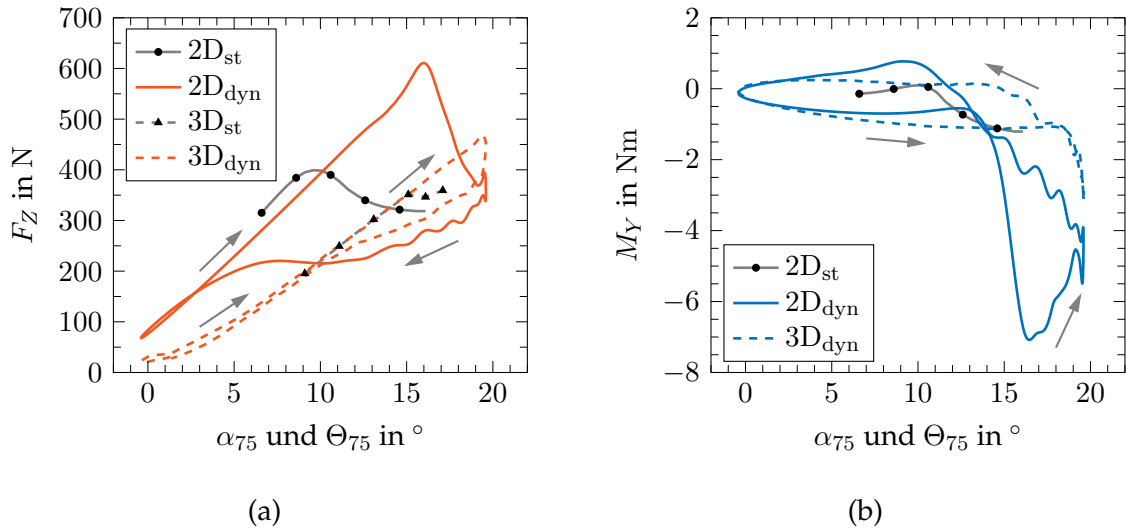 700
600
500
400
300
200
100
0
F_Z in N
2D_st
2D_dyn
3D_st
3D_dyn
0 5 10 15 20
α_75 und Θ_75 in °
(a)
2
0
−2
−4
−6
−8
M_Y in Nm
2D_st
2D_dyn
3D_dyn
0 5 10 15 20
α_75 und Θ_75 in °
(b)